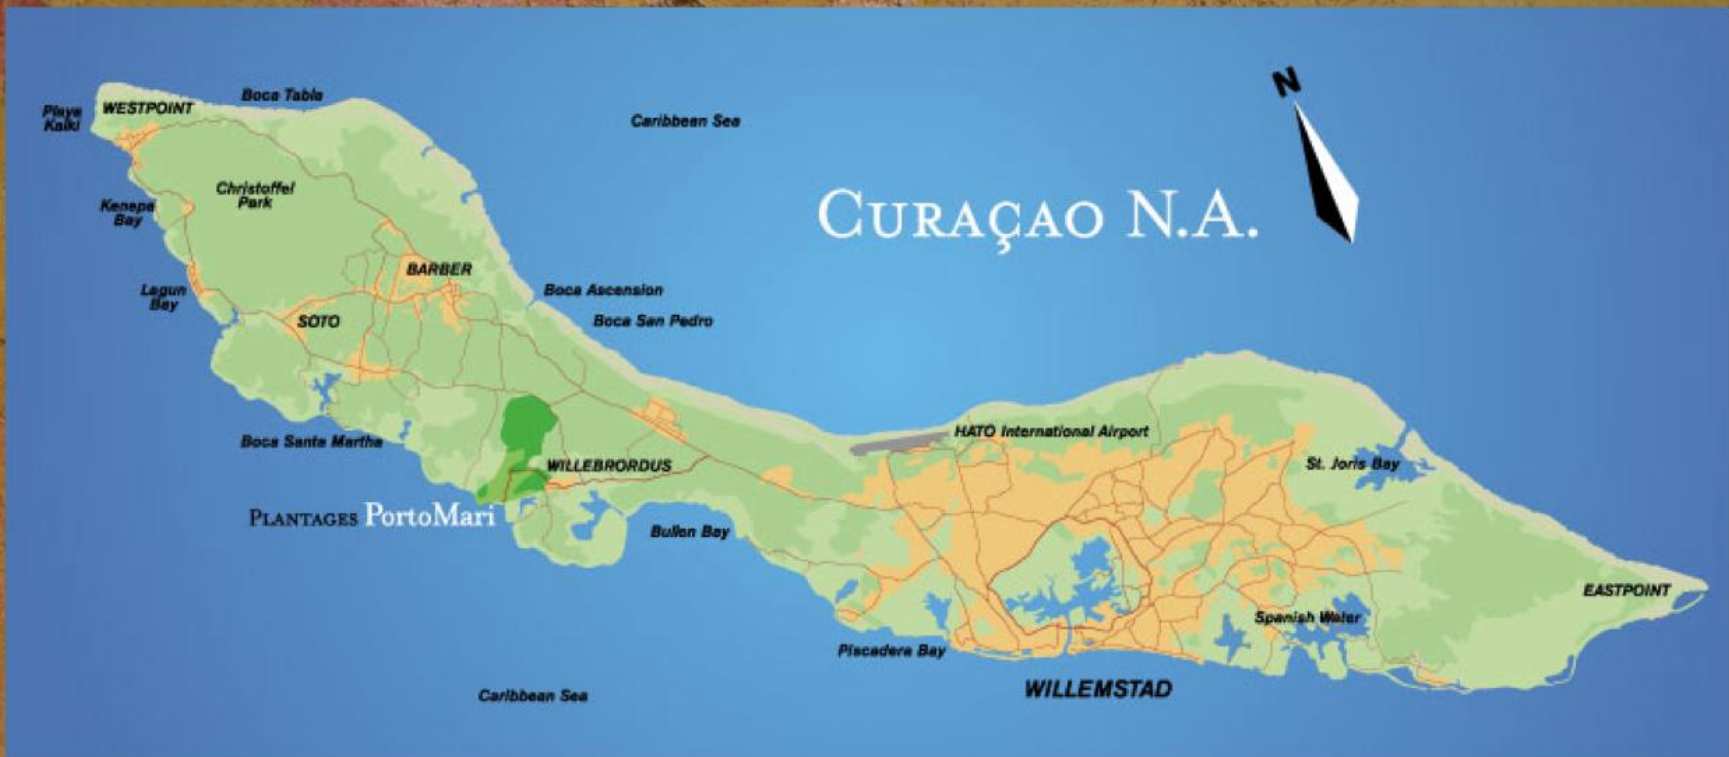 N
Boca Tabla
WESTPOINT
Playa
Kalki
Caribbean Sea
Christoffel
Park
Kenepa
Bay
CURAÇAO N.A.
BARBER
Lagun
Bay
Boca Ascension
SOTO
Boca San Pedro
Boca Santa Martha
HATO International Airport
WILLEBRORDUS
St. Joris Bay
PLANTAGES PortoMari
Bullen Bay
EASTPOINT
Spanish Water
Piscadera Bay
WILLEMSTAD
Caribbean Sea